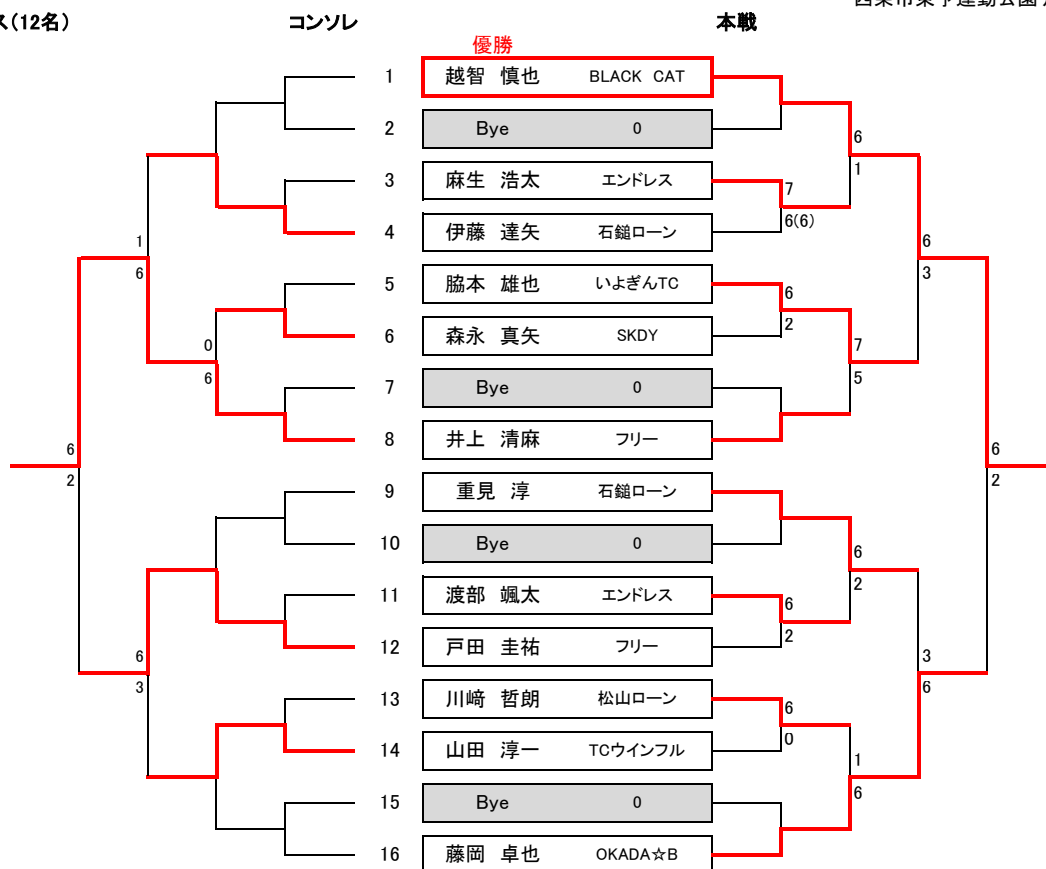 ス(12名)
コンソレ
本戦
優勝
1 越智 慎也 BLACK CAT
2 Bye 0
6
3 麻生 浩太 エンドレス
7
1
4 伊藤 達矢 石鎚ローン
6(6)
1
6
6
5 脇本 雄也 いよぎんTC
6
3
6 森永 真矢 SKDY
2
0
7
6
7 Bye 0
5
8 井上 清麻 フリー
6
6
2
9 重見 淳 石鎚ローン
2
10 Bye 0
6
11 渡部 颯太 エンドレス
6
2
12 戸田 圭祐 フリー
2
6
3
3
6
13 川﨑 哲朗 松山ローン
6
14 山田 淳一 TCウインフル
0
1
15 Bye 0
6
16 藤岡 卓也 OKADA☆B